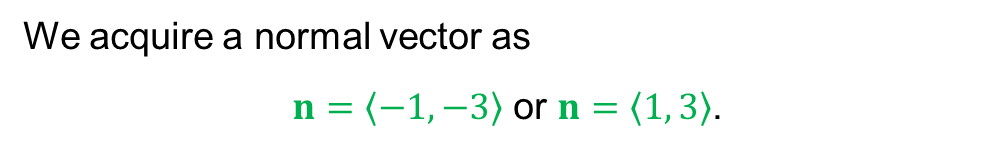 We acquire a normal vector as
n = ⟨−1, −3⟩ or n = ⟨1, 3⟩.